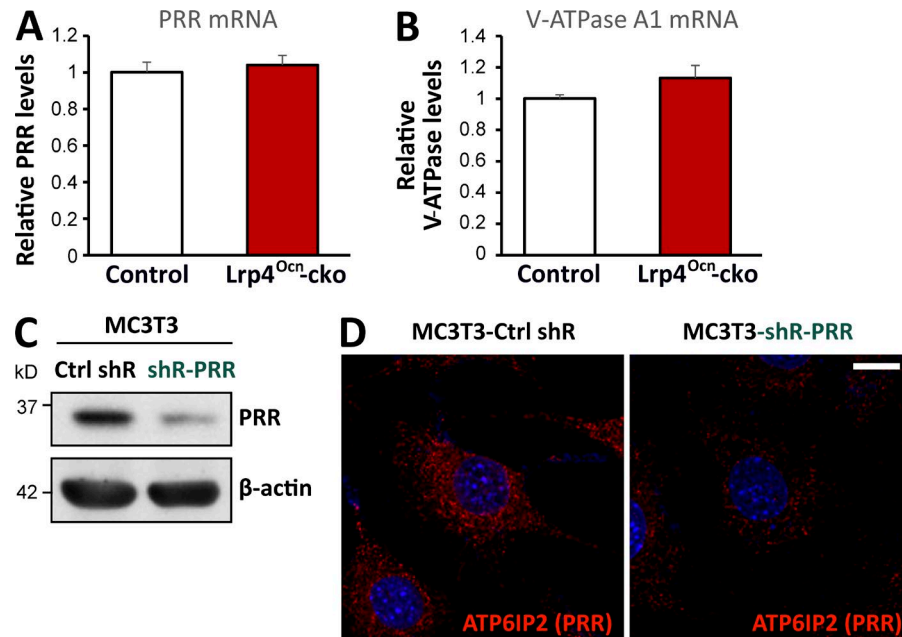 A
PRR mRNA
Relative PRR levels
1.2
1
0.8
0.6
0.4
0.2
0
Control
Lrp4Ocn-cko
B
V-ATPase A1 mRNA
Relative
V-ATPase levels
1.4
1.2
1
0.8
0.6
0.4
0.2
0
Control
Lrp4Ocn-cko
C
MC3T3
kD
Ctrl shR shR-PRR
37
PRR
42
β-actin
D
MC3T3-Ctrl shR
MC3T3-shR-PRR
ATP6IP2 (PRR)
ATP6IP2 (PRR)